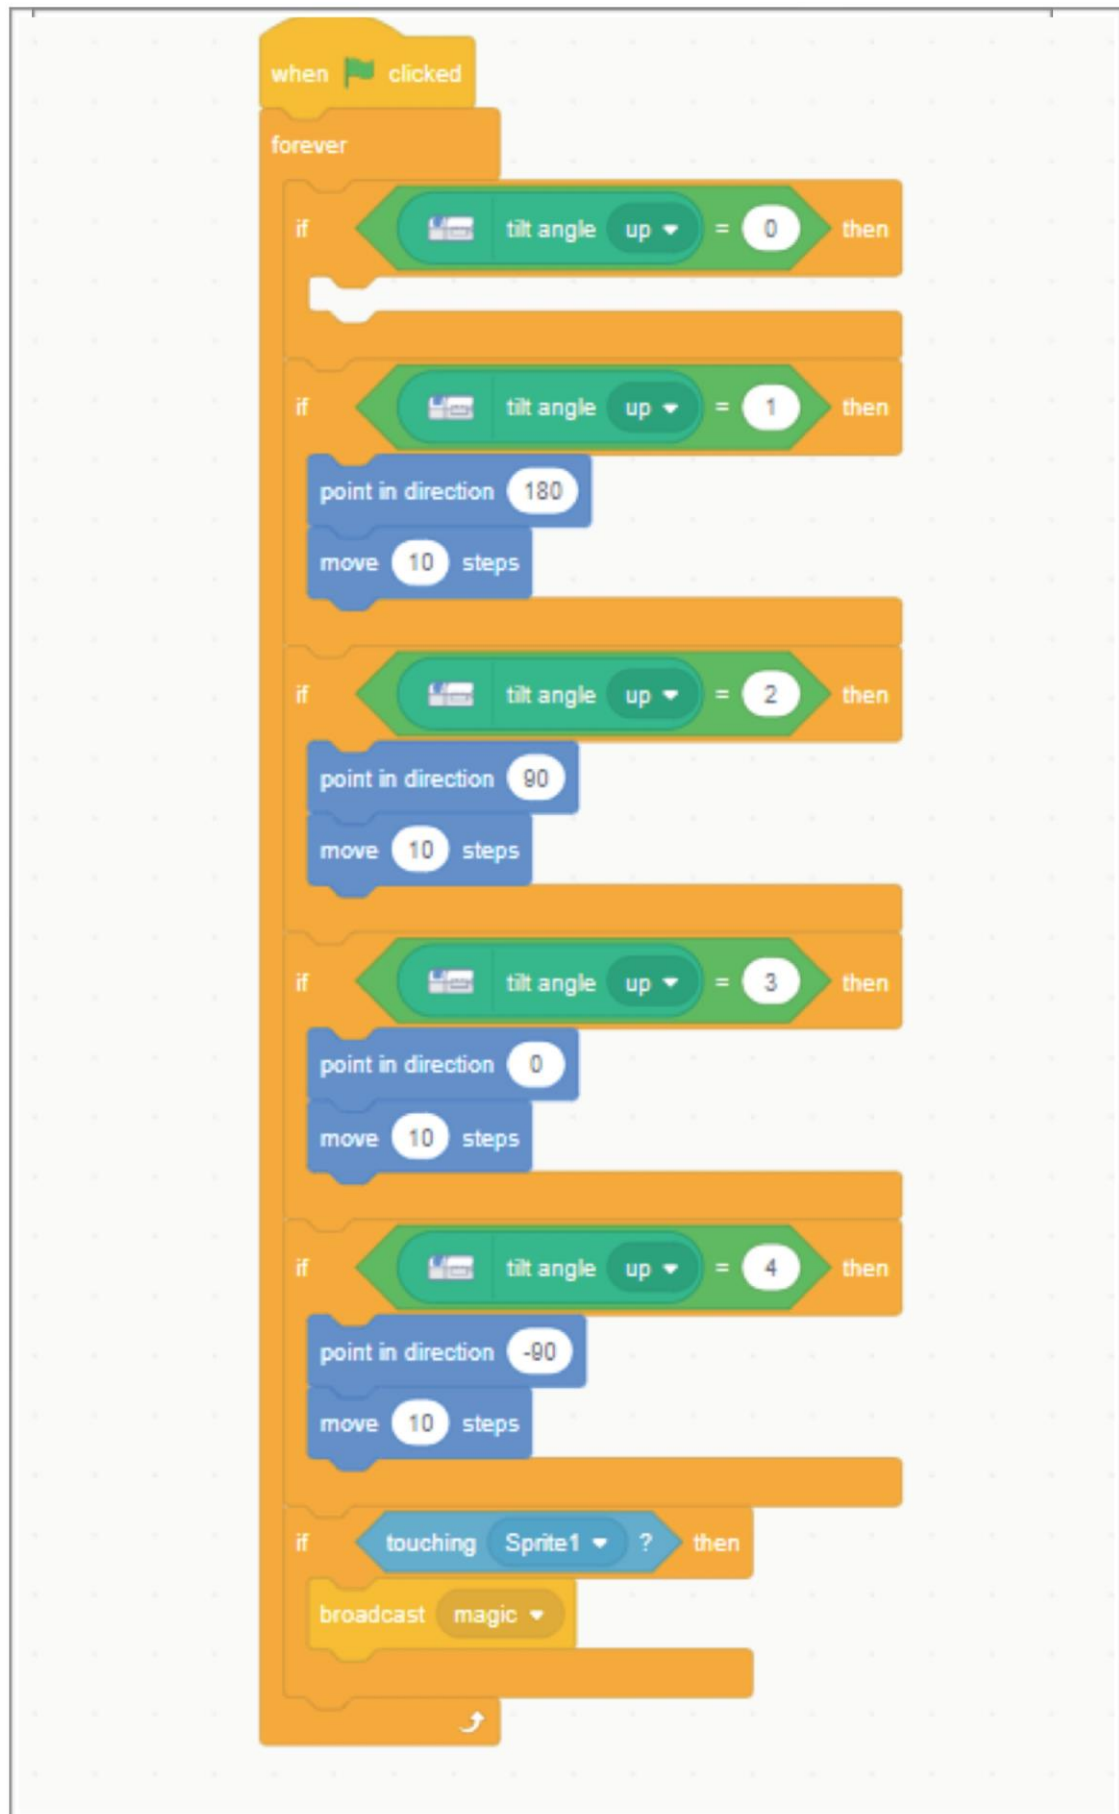 when clicked
forever
if tilt angle up = 0 then
if tilt angle up = 1 then
point in direction 180
move 10 steps
if tilt angle up = 2 then
point in direction 90
move 10 steps
if tilt angle up = 3 then
point in direction 0
move 10 steps
if tilt angle up = 4 then
point in direction -90
move 10 steps
if touching Sprite1 ? then
broadcast magic